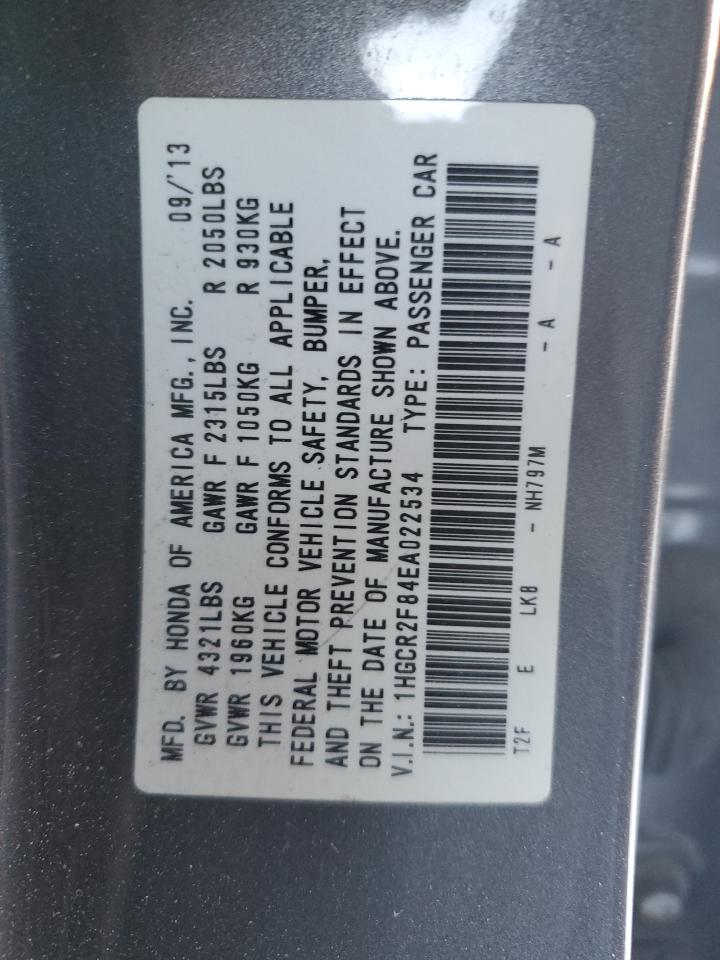 MFD. BY HONDA OF AMERICA MFG., INC. 09/'13
GVWR 4321LBS GAWR F 2315LBS R 2050LBS
GVWR 1960KG GAWR F 1050KG R 930KG
THIS VEHICLE CONFORMS TO ALL APPLICABLE
FEDERAL MOTOR VEHICLE SAFETY, BUMPER,
AND THEFT PREVENTION STANDARDS IN EFFECT
ON THE DATE OF MANUFACTURE SHOWN ABOVE.
V.I.N.: 1HGCR2F84EA022534 TYPE: PASSENGER CAR
T2F E LK8 - NH797M - A - A